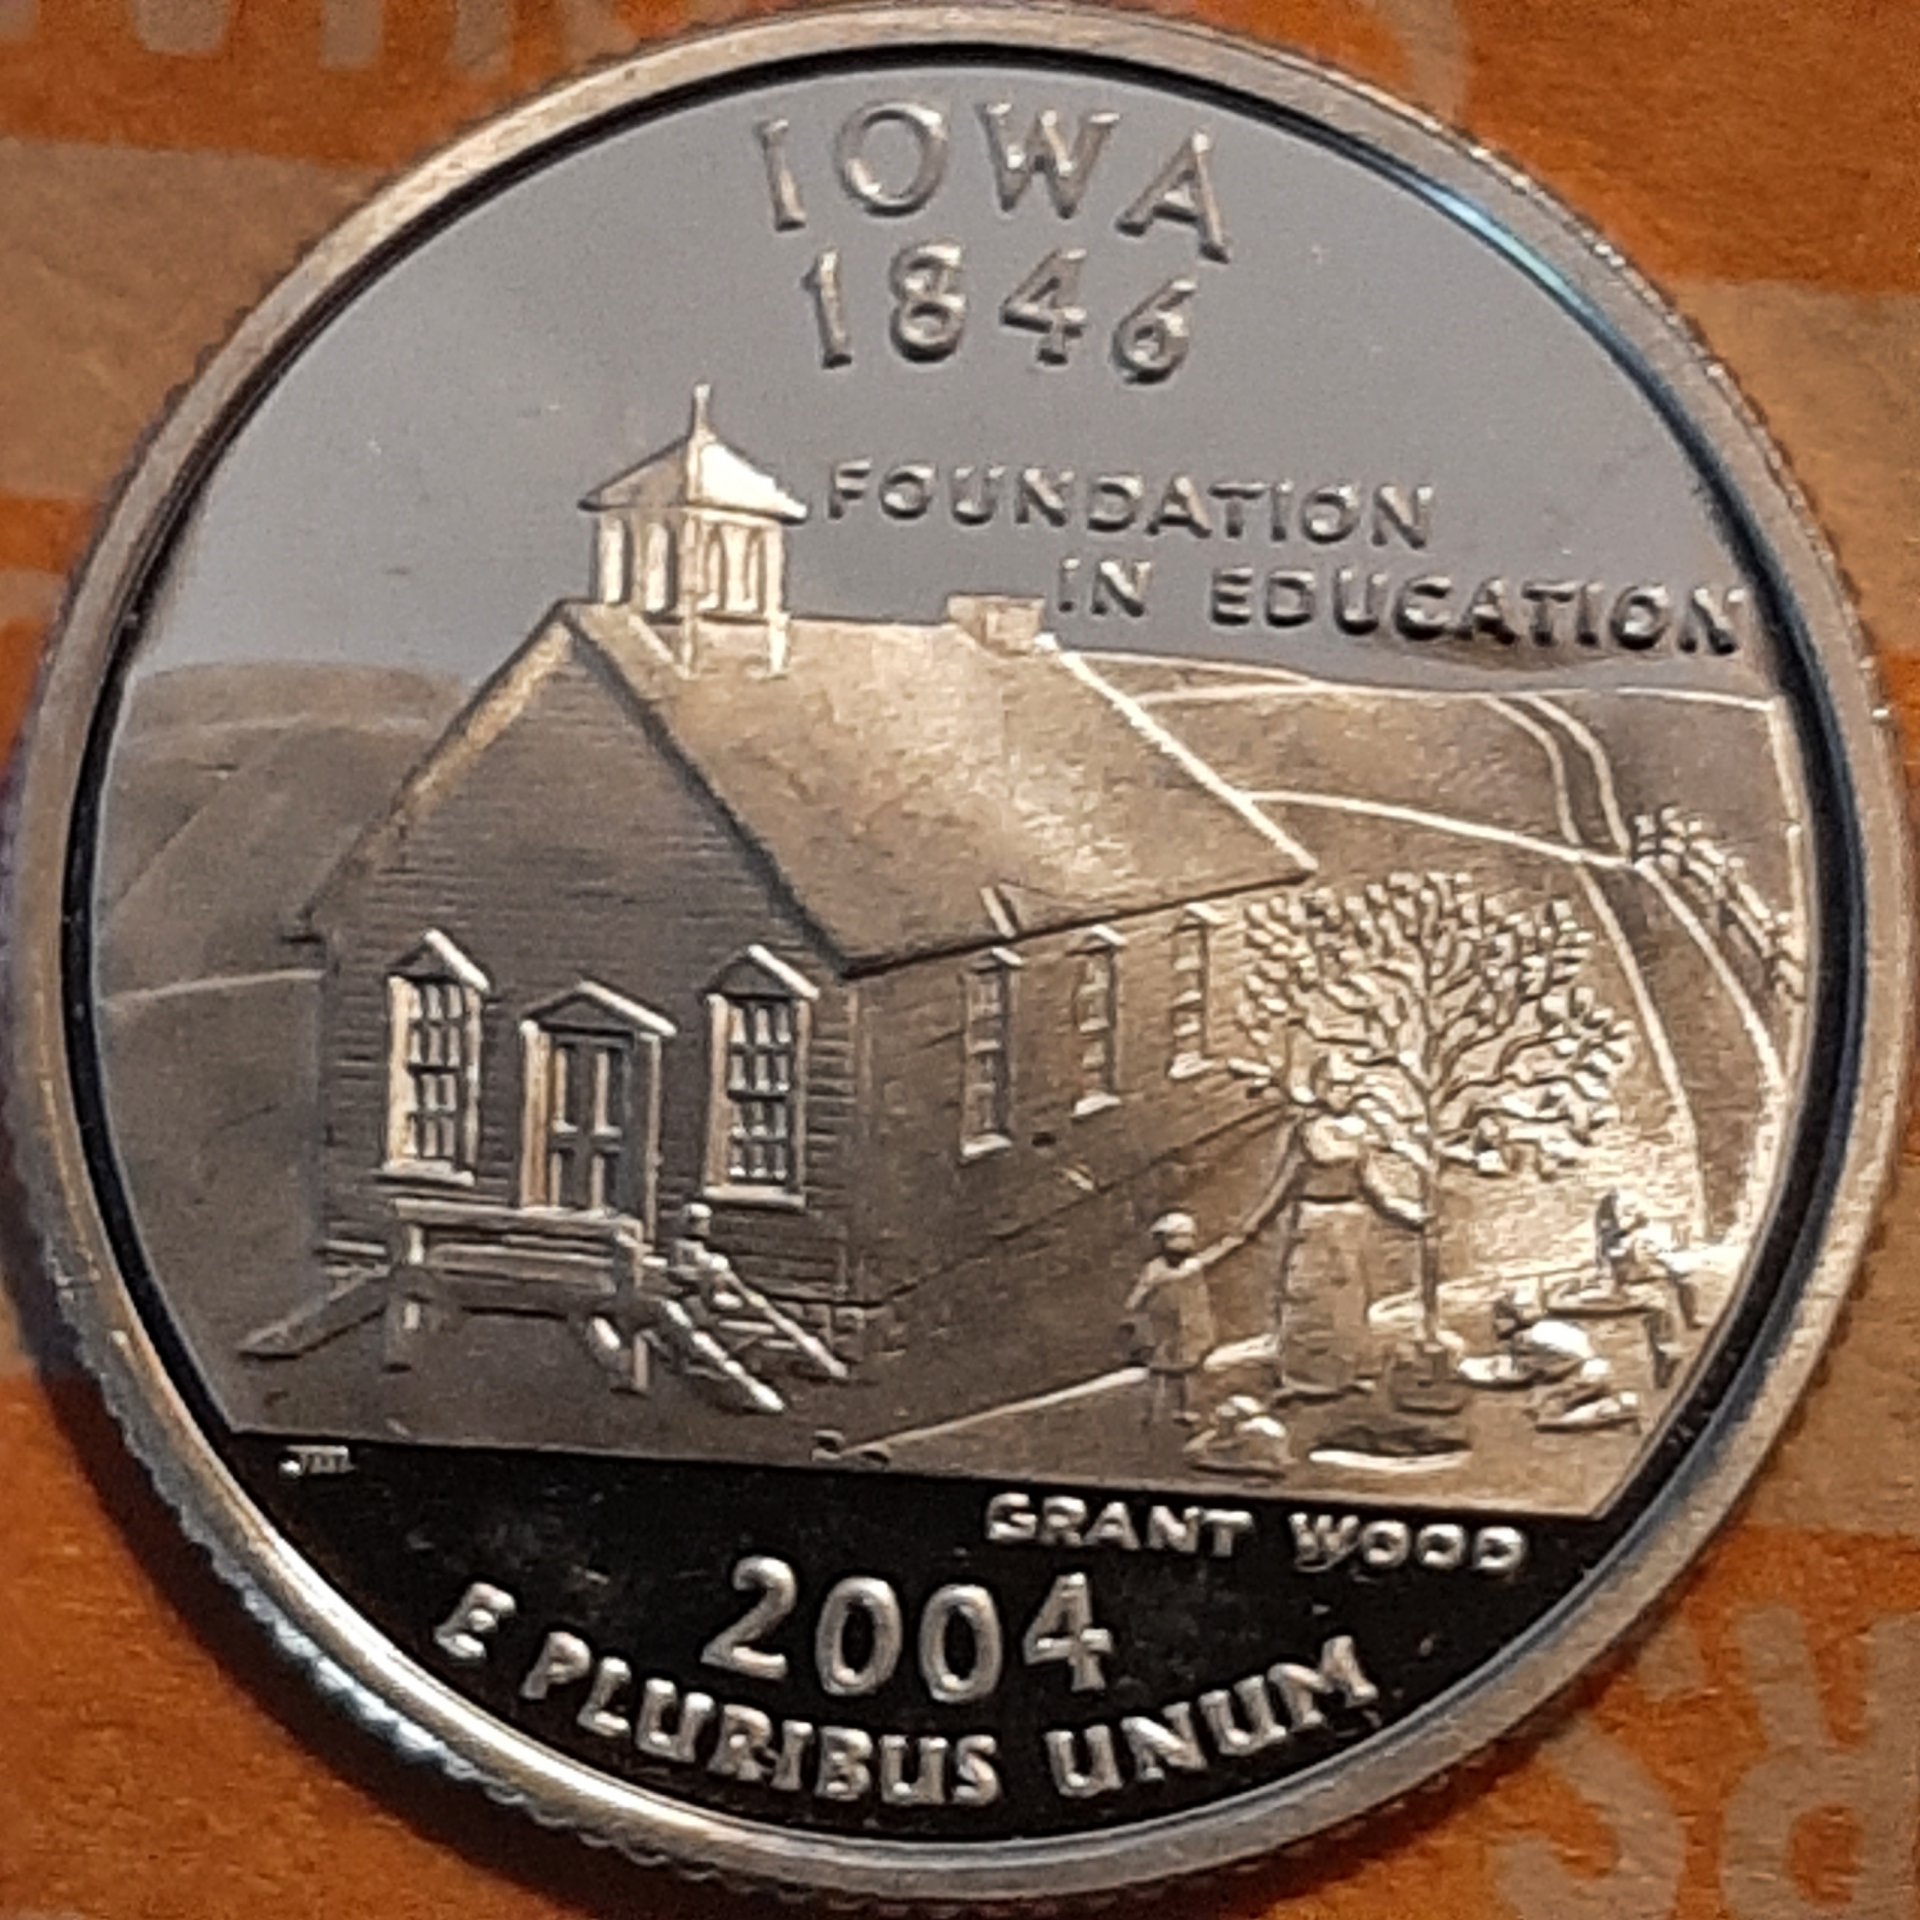 IOWA
1846
FOUNDATION
IN EDUCATION
GRANT WOOD
2004
E PLURIBUS UNUM